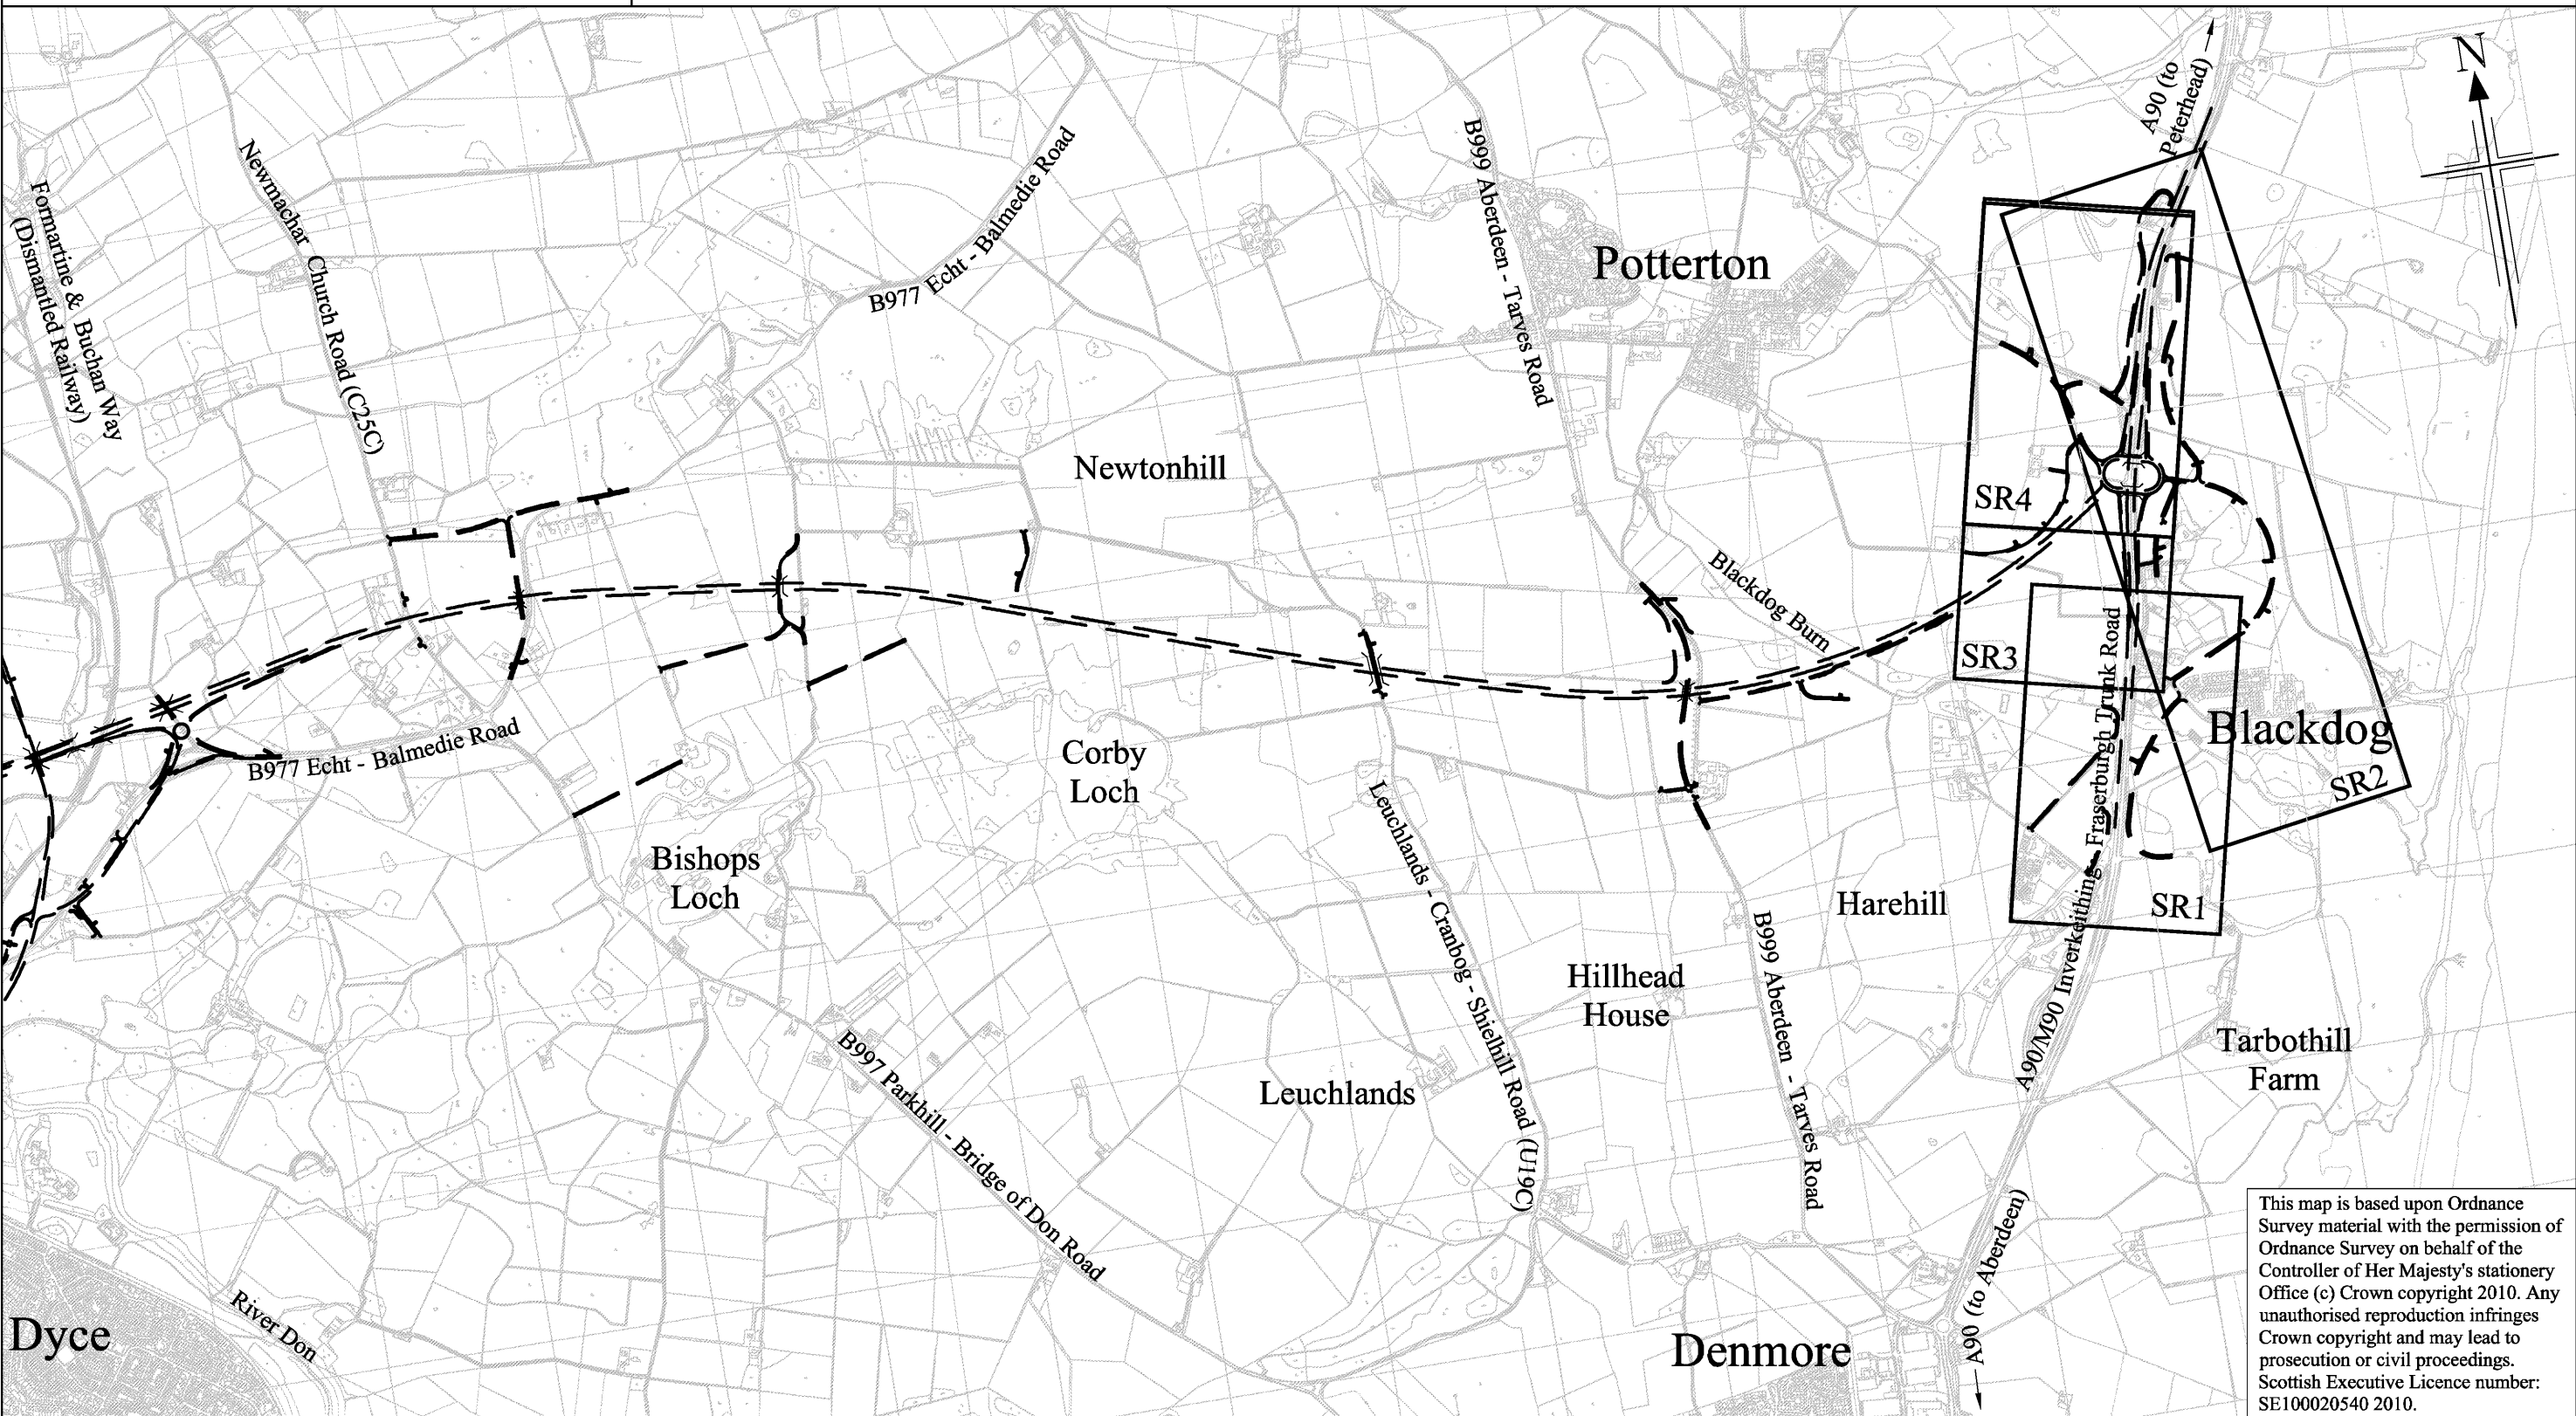 N
A90 (to
Peterhead)
Newmachar Church Road (C25C)
Formartine & Buchan Way
(Dismantled Railway)
B977 Echt - Balmedie Road
B999 Aberdeen - Tarves Road
Potterton
Newtonhill
SR4
Blackdog Burn
SR3
A90/M90 Inverkeithing - Fraserburgh Trunk Road
Blackdog
SR2
B977 Echt - Balmedie Road
Corby
Loch
Bishops
Loch
Leuchlands - Cranbog - Shielhill Road (U19C)
SR1
Harehill
B999 Aberdeen - Tarves Road
Hillhead
House
Tarbothill
Farm
Leuchlands
B997 Parkhill - Bridge of Don Road
A90 (to Aberdeen)
River Don
Dyce
Denmore
This map is based upon Ordnance
Survey material with the permission of
Ordnance Survey on behalf of the
Controller of Her Majesty's stationery
Office (c) Crown copyright 2010. Any
unauthorised reproduction infringes
Crown copyright and may lead to
prosecution or civil proceedings.
Scottish Executive Licence number:
SE100020540 2010.